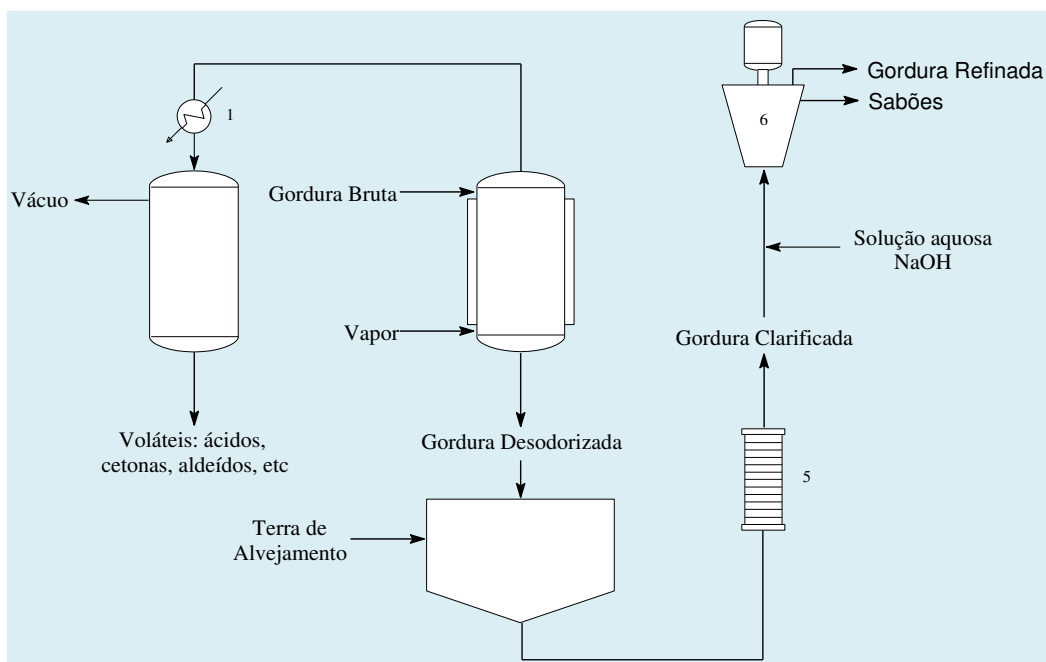 Gordura Refinada
Sabões
6
1
Vácuo
Gordura Bruta
Solução aquosa
NaOH
Vapor
Gordura Clarificada
Voláteis: ácidos,
cetonas, aldeídos, etc
Gordura Desodorizada
5
Terra de
Alvejamento